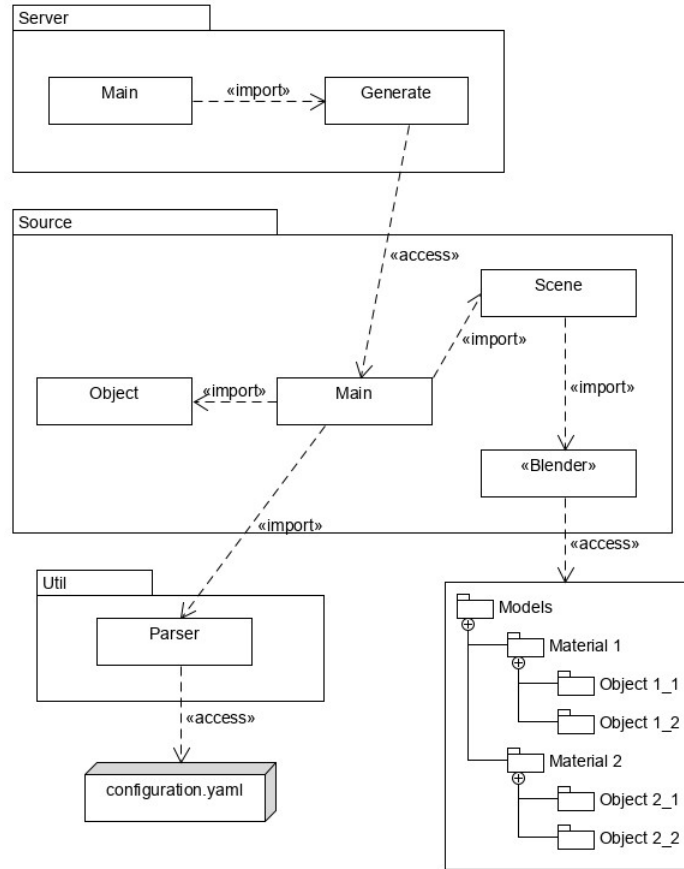 Server
Main
«import»
Generate
Source
«access»
Scene
«import»
Object
«import»
Main
«import»
«Blender»
«import»
«access»
Util
Parser
Models
Material 1
Object 1_1
«access»
Object 1_2
Material 2
configuration.yaml
Object 2_1
Object 2_2